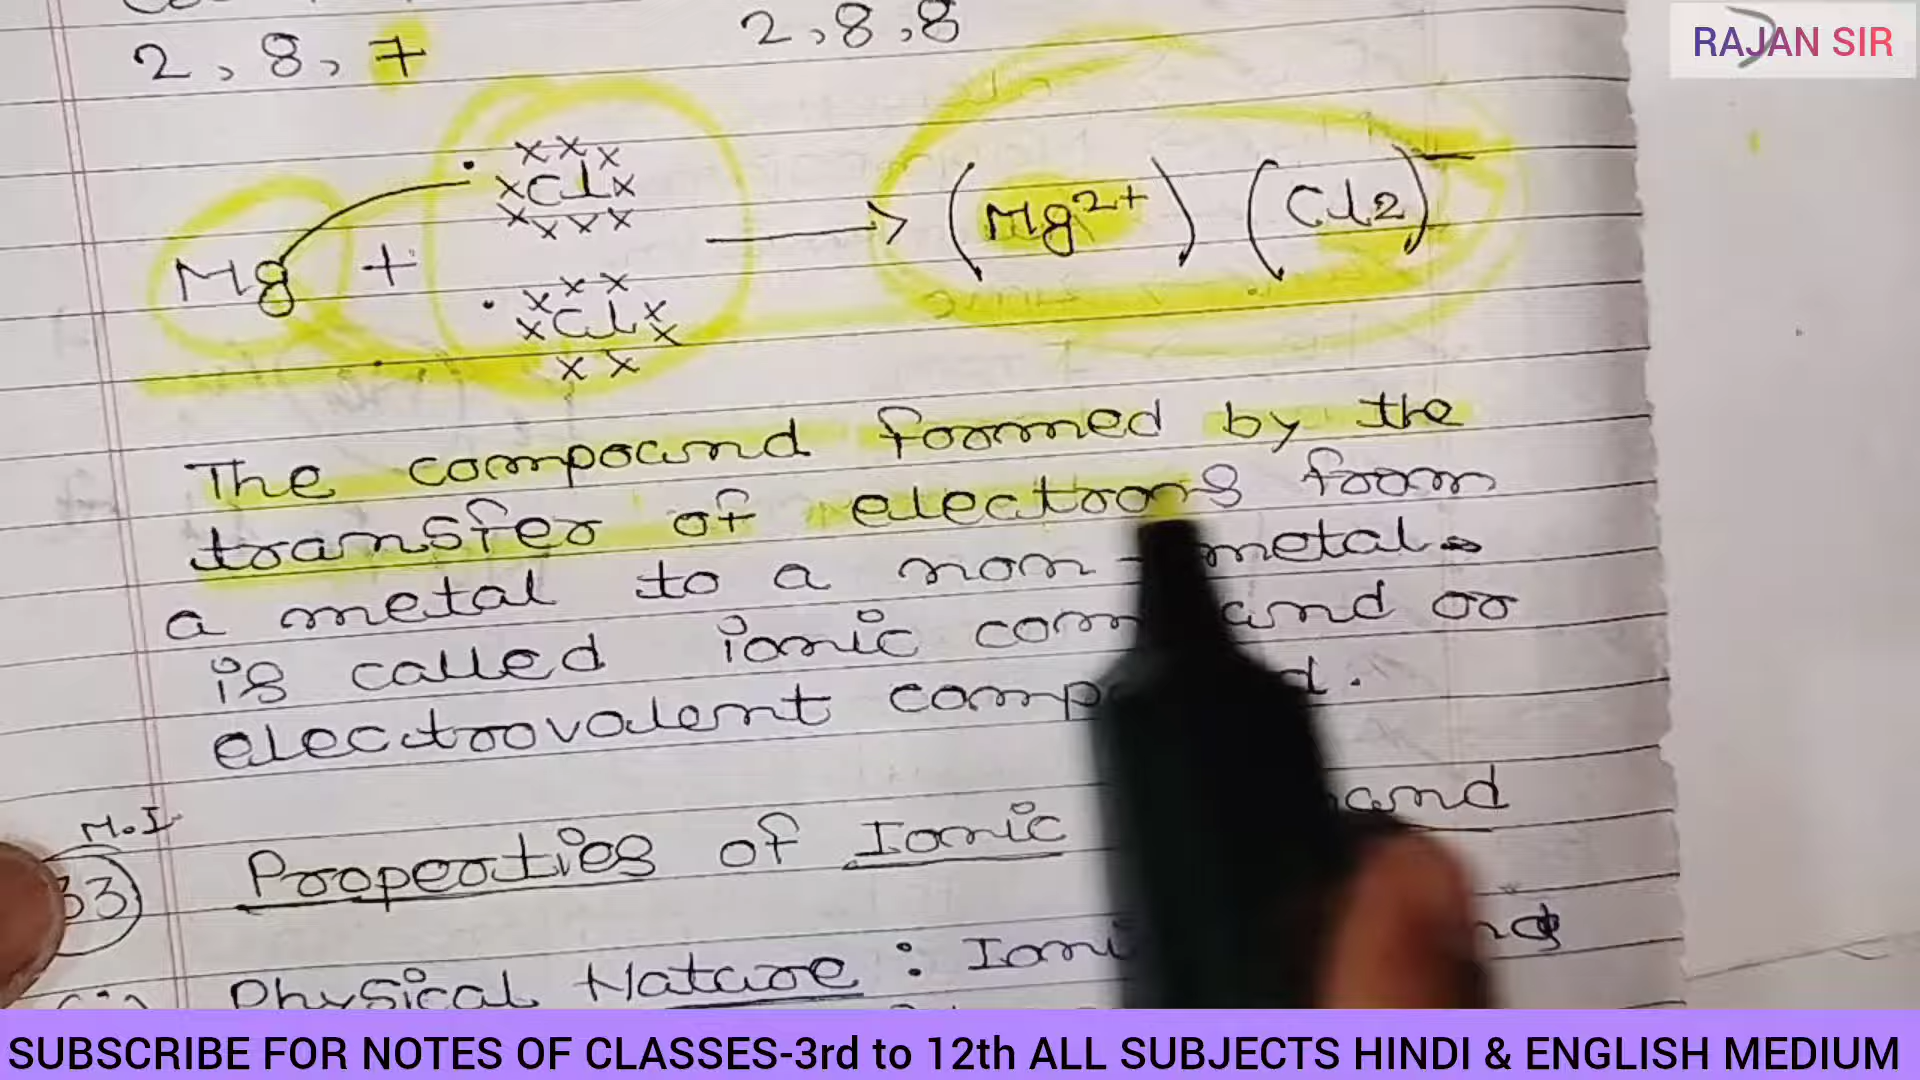 2, 8, 7
2, 8, 8
RAJAN SIR
Mg + Cl Cl → (Mg²⁺) (Cl2)⁻
The compound formed by the
transfer of electrons from
a metal to a non-metal
is called ionic and or
electrovalent
M.I
33
Properties of Ionic
Physical Nature :
SUBSCRIBE FOR NOTES OF CLASSES-3rd to 12th ALL SUBJECTS HINDI & ENGLISH MEDIUM